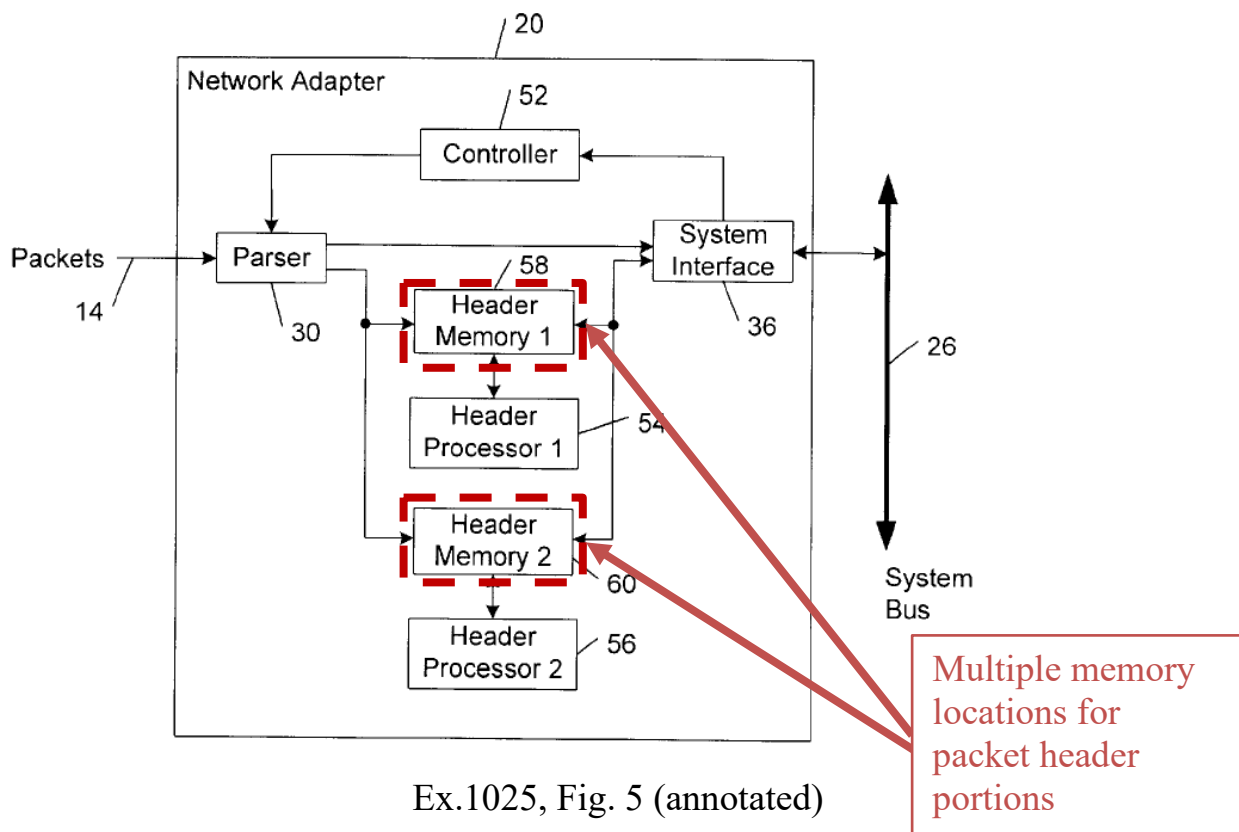 20
Network Adapter
52
Controller
Packets
14
Parser
30
System
Interface
36
58
Header
Memory 1
26
Header
Processor 1
54
Header
Memory 2
60
System
Bus
Header
Processor 2
56
Multiple memory
locations for
packet header
portions
Ex.1025, Fig. 5 (annotated)